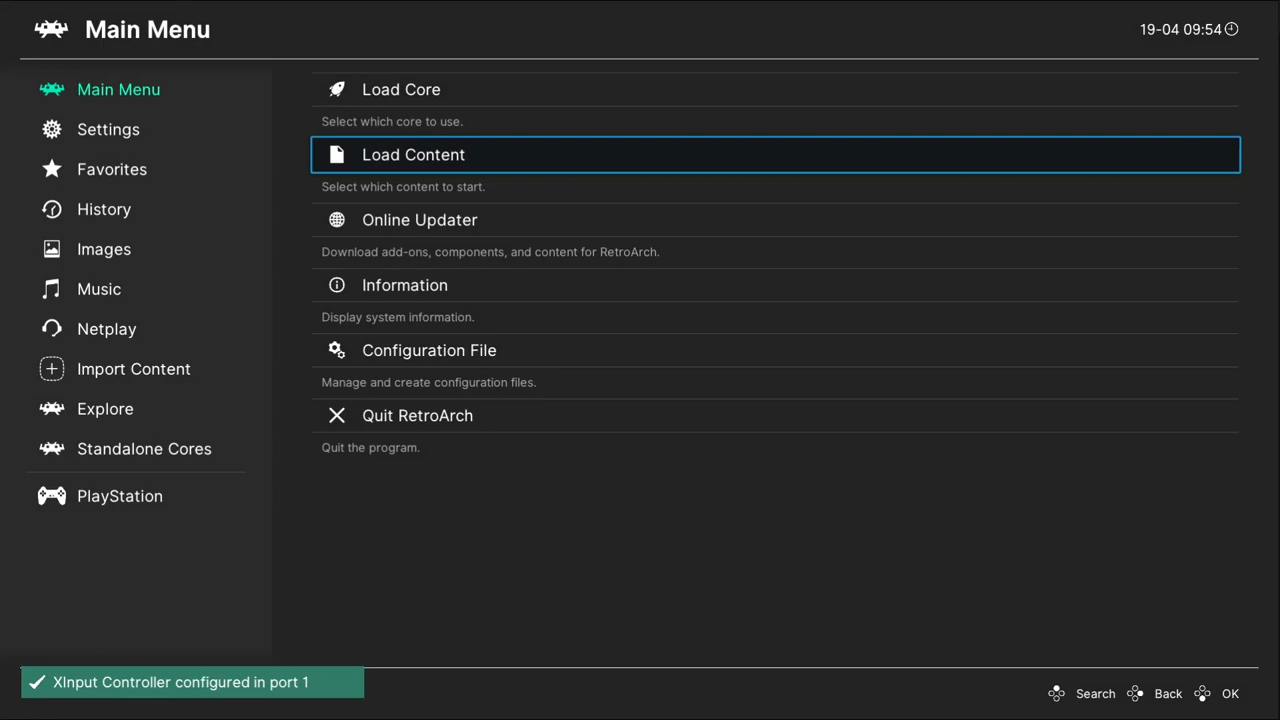 Main Menu
19-04 09:54
Main Menu
Settings
Favorites
History
Images
Music
Netplay
Import Content
Explore
Standalone Cores
PlayStation
Load Core
Select which core to use.
Load Content
Select which content to start.
Online Updater
Download add-ons, components, and content for RetroArch.
Information
Display system information.
Configuration File
Manage and create configuration files.
Quit RetroArch
Quit the program.
XInput Controller configured in port 1
Search Back OK